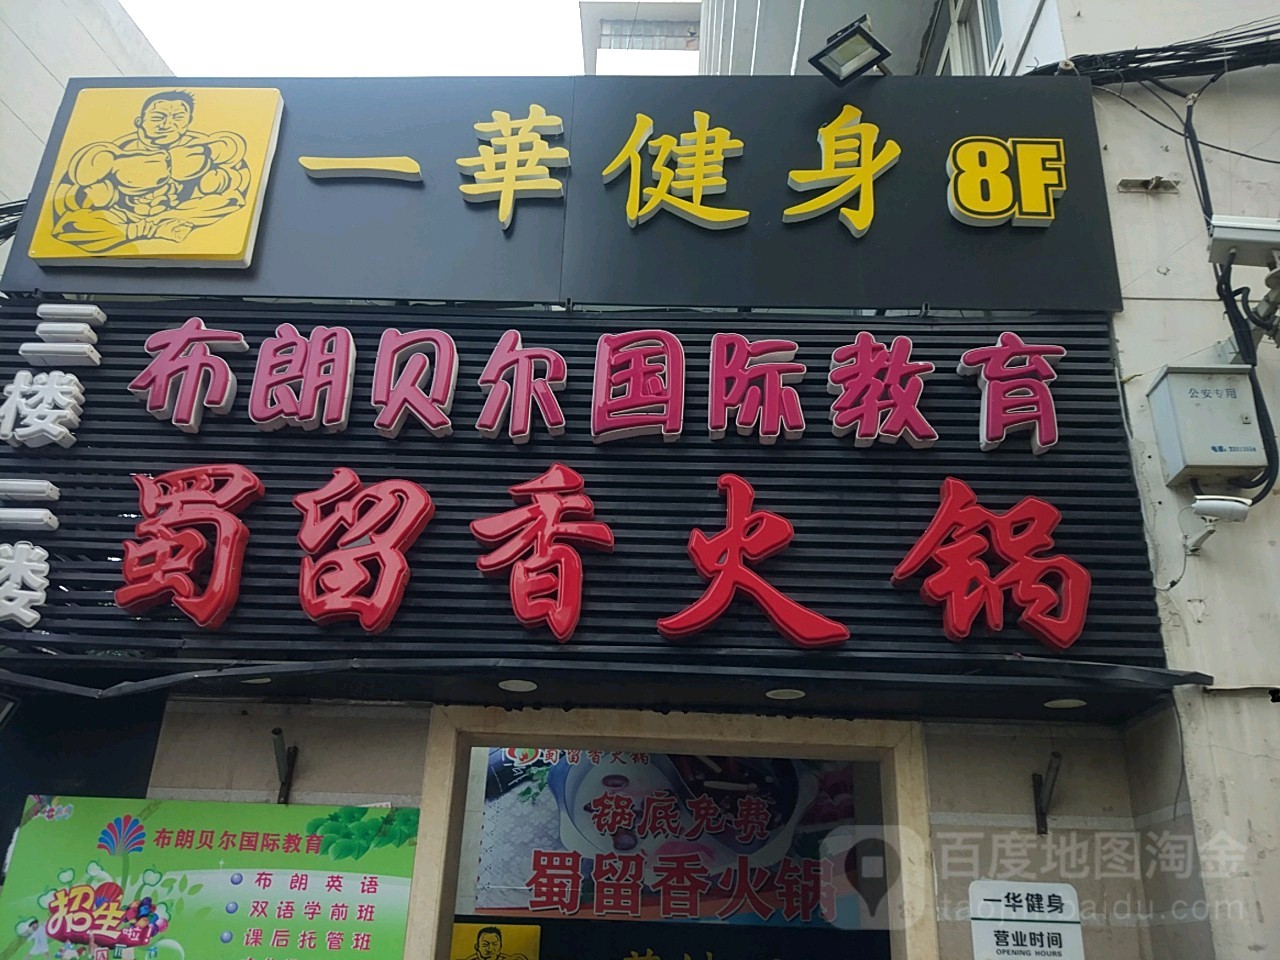 一華健身 8F
三楼 布朗贝尔国际教育
二楼 蜀留香火锅
公安专用
蜀留香火锅
锅底免费
蜀留香火锅
布朗贝尔国际教育
布朗英语
双语学前班
课后托管班
招生啦!
一华健身
营业时间
OPENING HOURS
百度地图淘金